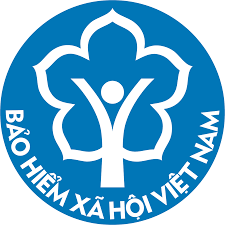 BẢO HIỂM XÃ HỘI VIỆT NAM